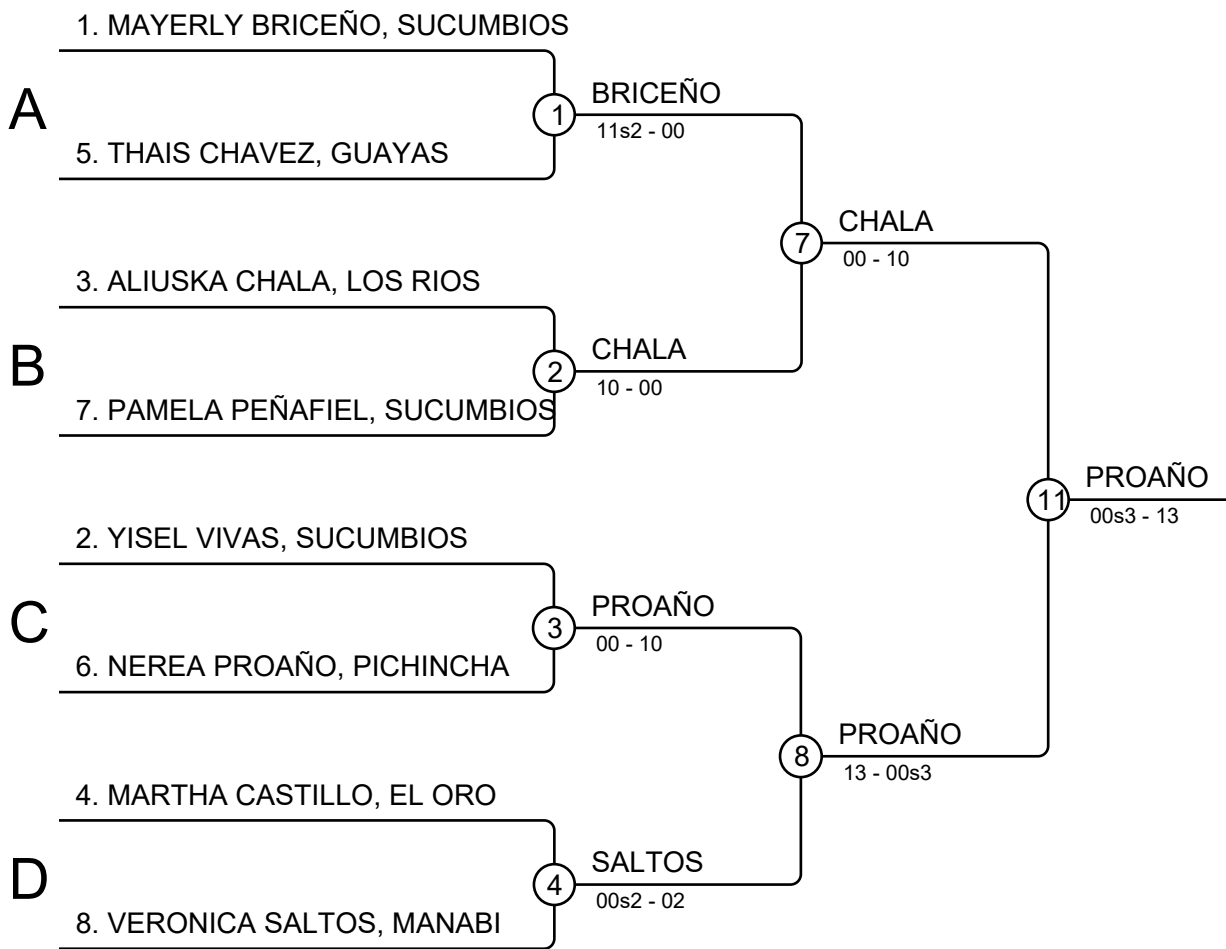 1. MAYERLY BRICEÑO, SUCUMBIOS
A
1
BRICEÑO
11s2 - 00
5. THAIS CHAVEZ, GUAYAS
7
CHALA
00 - 10
3. ALIUSKA CHALA, LOS RIOS
B
2
CHALA
10 - 00
7. PAMELA PEÑAFIEL, SUCUMBIOS
11
PROAÑO
00s3 - 13
2. YISEL VIVAS, SUCUMBIOS
C
3
PROAÑO
00 - 10
6. NEREA PROAÑO, PICHINCHA
8
PROAÑO
13 - 00s3
4. MARTHA CASTILLO, EL ORO
D
4
SALTOS
00s2 - 02
8. VERONICA SALTOS, MANABI